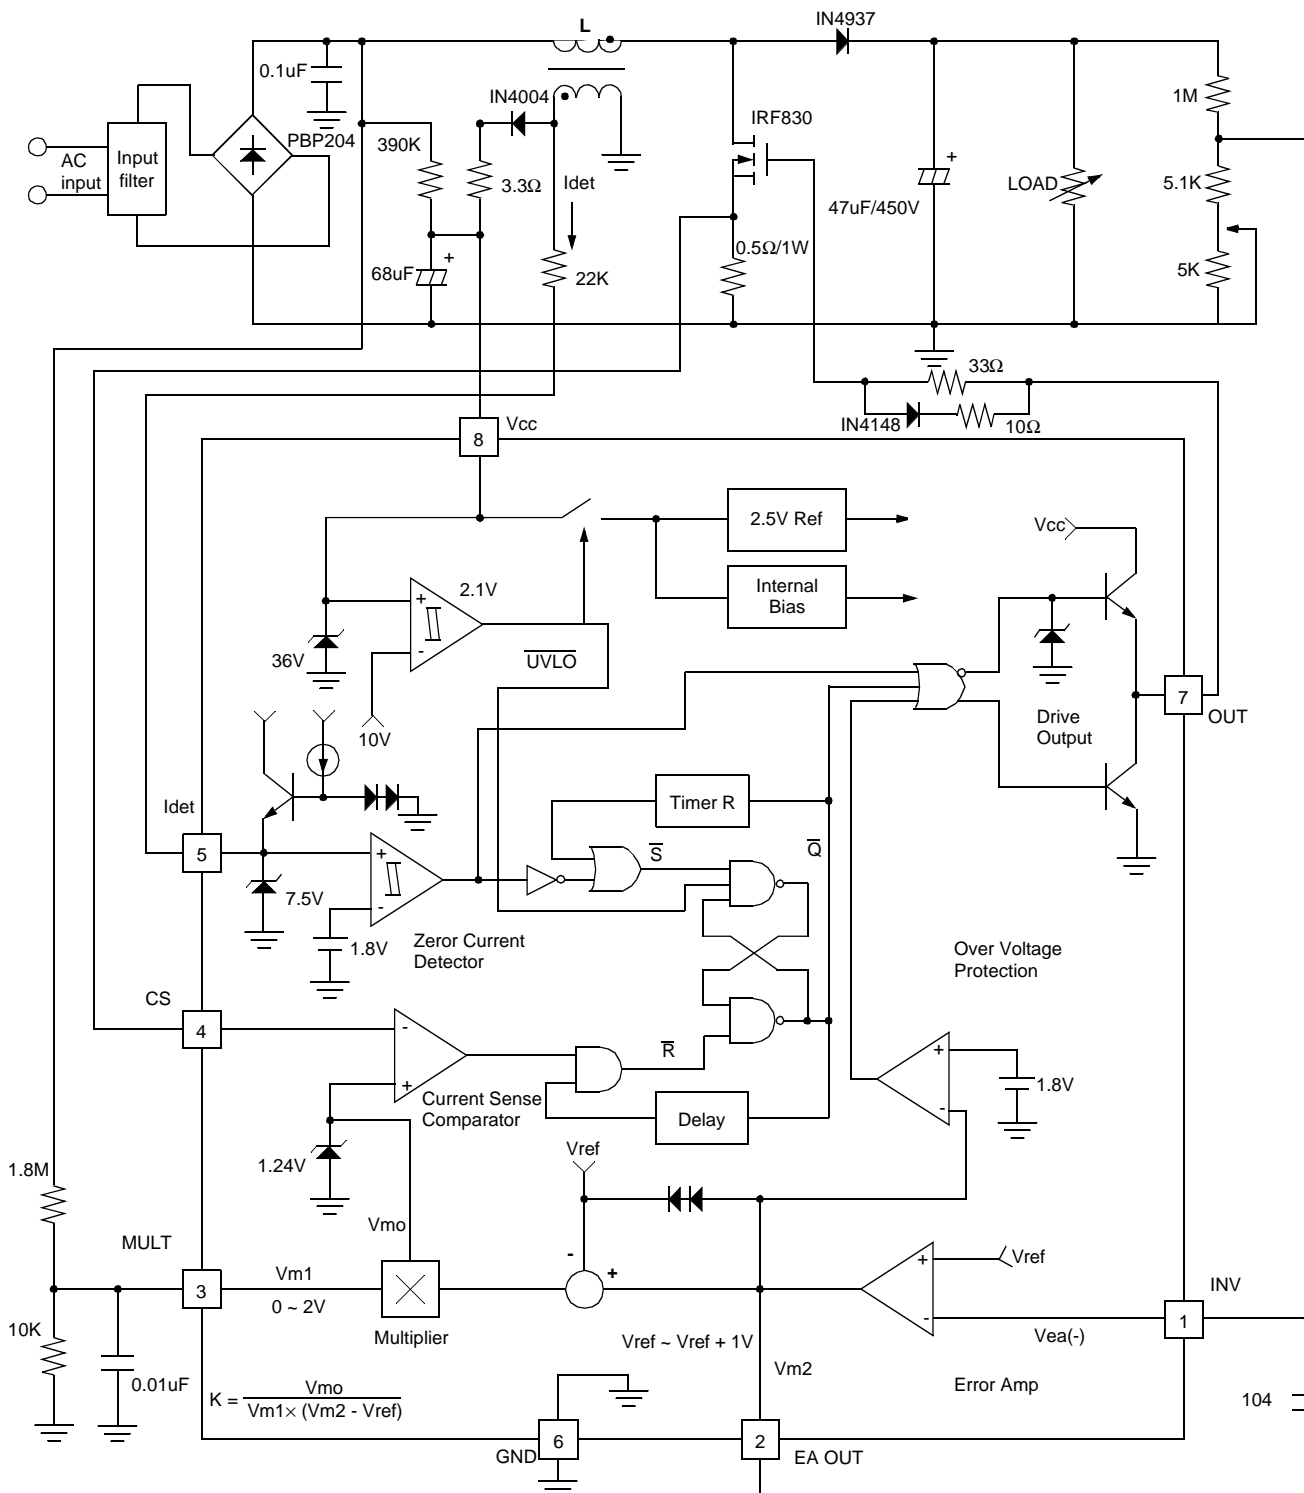 L
IN4937
0.1uF
IN4004
1M
IRF830
PBP204
390K
AC
input
Input
filter
3.3Ω
Idet
LOAD
5.1K
+
47uF/450V
0.5Ω/1W
+
68uF
22K
5K
33Ω
IN4148
10Ω
8
Vcc
2.5V Ref
Vcc
2.1V
Internal
Bias
+
-
36V
UVLO
10V
7
OUT
Drive
Output
Idet
Timer R
5
S
Q
+
-
7.5V
1.8V
Zeror Current
Detector
Over Voltage
Protection
CS
4
-
+
R
+
-
1.8V
Current Sense
Comparator
Delay
1.24V
Vref
1.8M
Vmo
MULT
-
+
+
Vref
3
Vm1
0 ~ 2V
INV
1
-
10K
Multiplier
Vref ~ Vref + 1V
Vea(-)
Vm2
0.01uF
K = Vmo
Vm1× (Vm2 - Vref)
Error Amp
104
6
GND
2
EA OUT